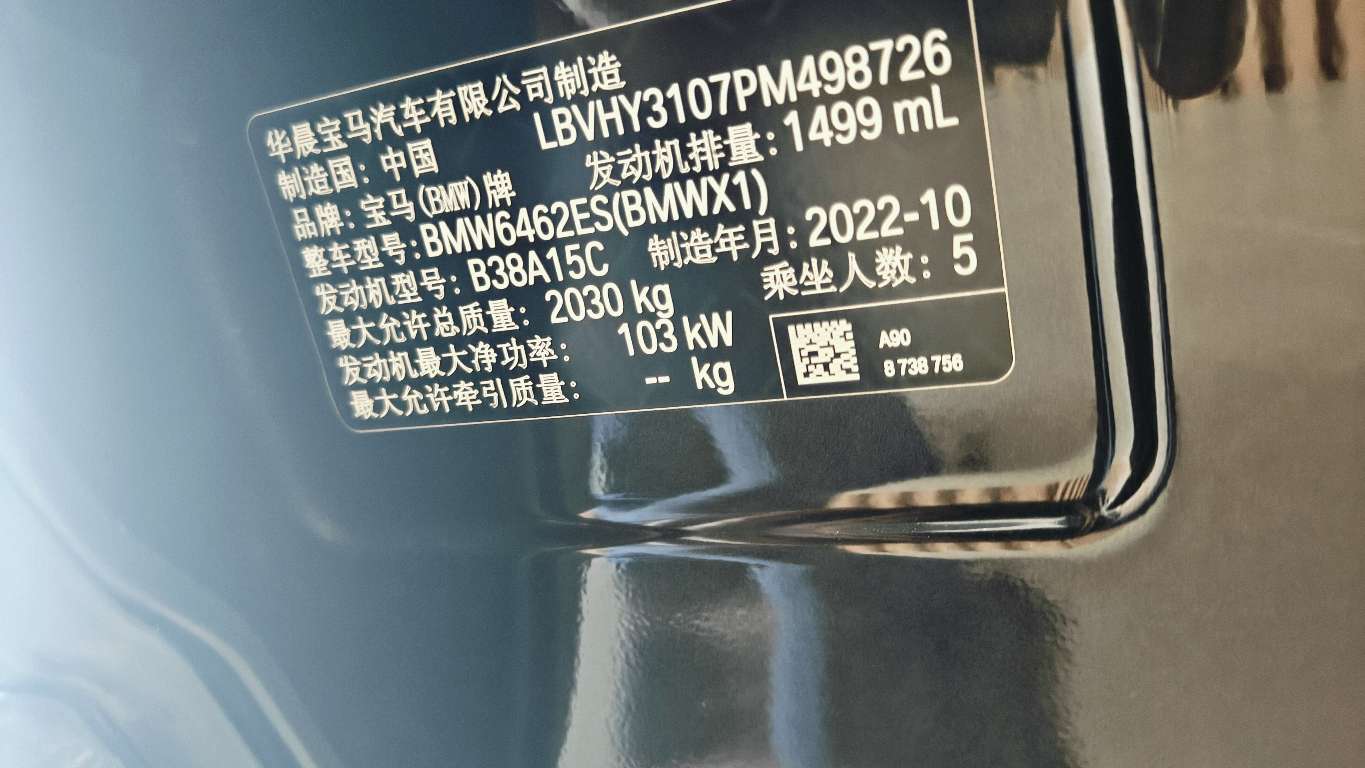 华晨宝马汽车有限公司制造
制造国：中国 LBVHY3107PM498726
品牌：宝马(BMW)牌 发动机排量：1499 mL
整车型号：BMW6462ES(BMWX1)
发动机型号：B38A15C 制造年月：2022-10
最大允许总质量：2030 kg 乘坐人数：5
发动机最大净功率： 103 kW
最大允许牵引质量： -- kg
A90
8 738 756